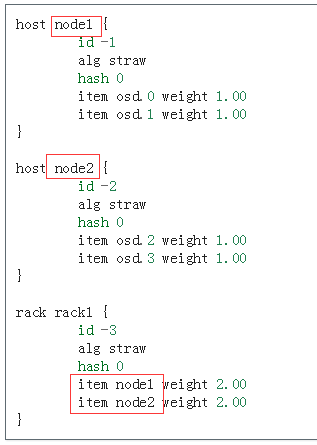 host node1 {
id -1
alg straw
hash 0
item osd.0 weight 1.00
item osd.1 weight 1.00
}
host node2 {
id -2
alg straw
hash 0
item osd.2 weight 1.00
item osd.3 weight 1.00
}
rack rack1 {
id -3
alg straw
hash 0
item node1 weight 2.00
item node2 weight 2.00
}